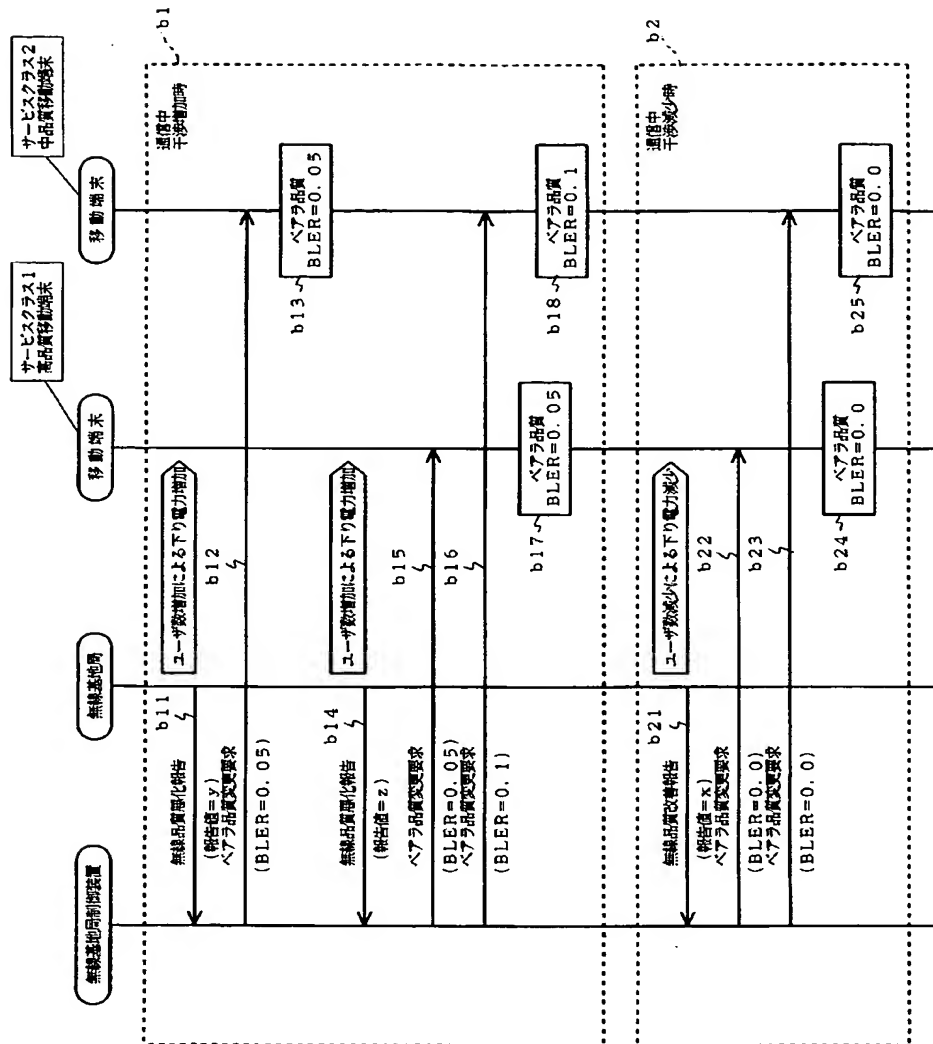 サービスクラス1
高品質移動端末
サービスクラス2
中品質移動端末
無線基地局制御装置
無線基地局
移動端末
移動端末
b1
通信中
干渉増加時
ユーザ数増加による下り電力増加
b11
無線品質悪化報告
(報告値=y)
b12
ベアラ品質変更要求
(BLER=0.05)
b13
ベアラ品質
BLER=0.05
ユーザ数増加による下り電力増加
b14
無線品質悪化報告
(報告値=z)
b15
ベアラ品質変更要求
(BLER=0.05)
b16
ベアラ品質変更要求
(BLER=0.1)
b17
ベアラ品質
BLER=0.05
b18
ベアラ品質
BLER=0.1
b2
通信中
干渉減少時
ユーザ数減少による下り電力減少
b21
無線品質改善報告
(報告値=x)
b22
ベアラ品質変更要求
(BLER=0.0)
b23
ベアラ品質変更要求
(BLER=0.0)
b24
ベアラ品質
BLER=0.0
b25
ベアラ品質
BLER=0.0